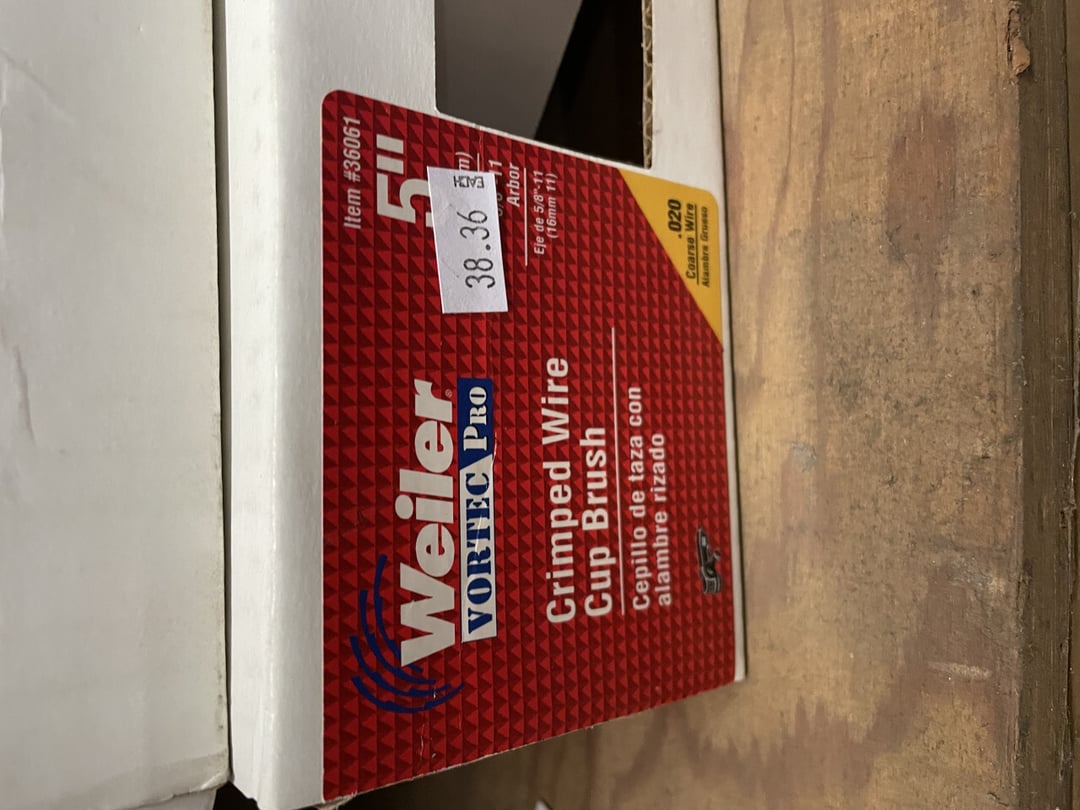 Item #36061
5"
38.36
Weiler®
VORTEC PRO
Arbor
Eje de 5/8"-11
(16mm 11)
Crimped Wire
Cup Brush
Cepillo de taza con
alambre rizado
.020
Coarse Wire
Alambre Grueso